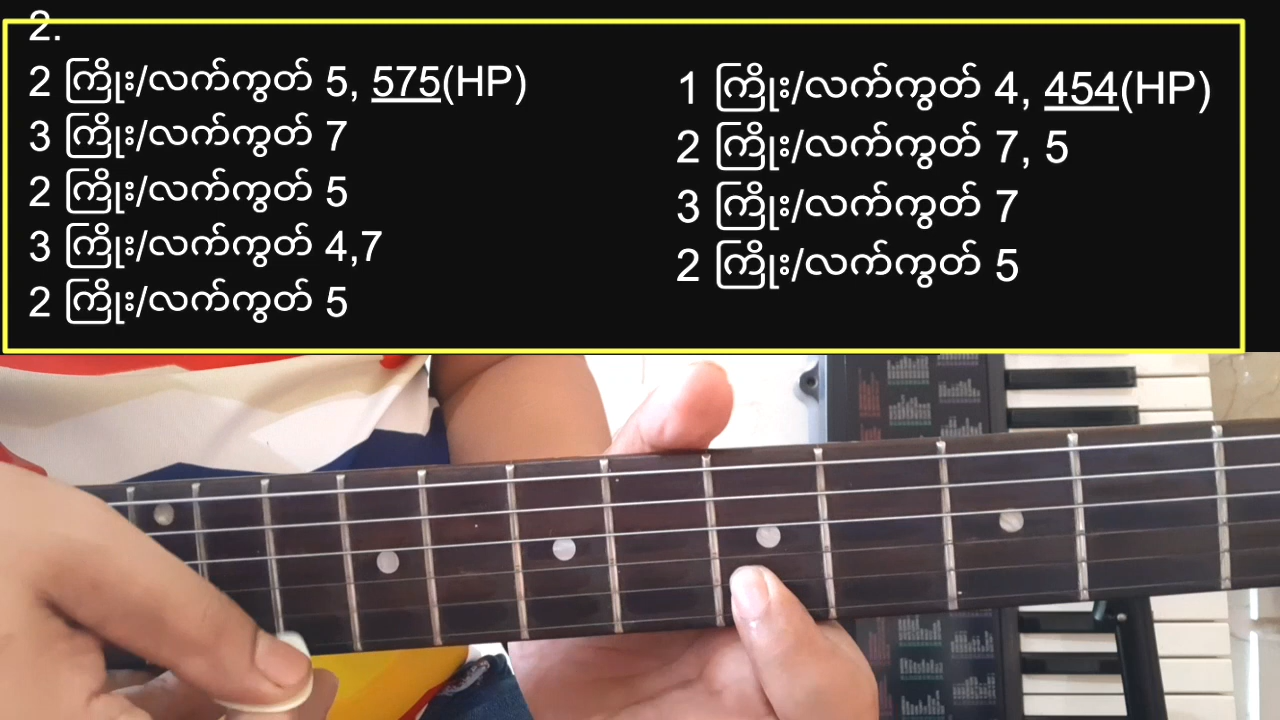 2.
2 ကြိုး/လက်ကွတ် 5, 575(HP)
3 ကြိုး/လက်ကွတ် 7
2 ကြိုး/လက်ကွတ် 5
3 ကြိုး/လက်ကွတ် 4,7
2 ကြိုး/လက်ကွတ် 5
1 ကြိုး/လက်ကွတ် 4, 454(HP)
2 ကြိုး/လက်ကွတ် 7, 5
3 ကြိုး/လက်ကွတ် 7
2 ကြိုး/လက်ကွတ် 5